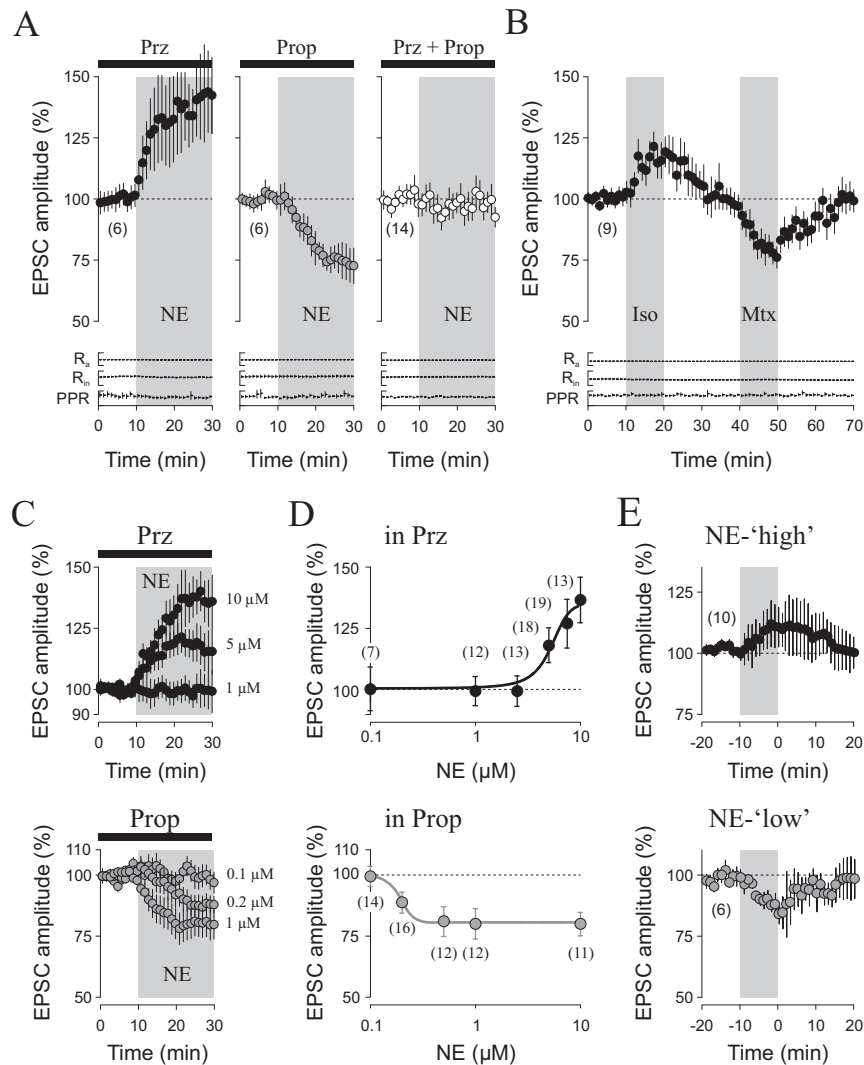 A
B
Prz
Prop
Prz + Prop
EPSC amplitude (%)
150
125
100
75
50
(6)
NE
(6)
NE
(14)
NE
EPSC amplitude (%)
150
125
100
75
50
(9)
Iso
Mtx
Ra
Rin
PPR
Ra
Rin
PPR
0 10 20 30
0 10 20 30
0 10 20 30
0 10 20 30 40 50 60 70
Time (min)
Time (min)
Time (min)
Time (min)
C
D
E
Prz
NE
EPSC amplitude (%)
150
125
100
90
10 µM
5 µM
1 µM
0 10 20 30
Time (min)
in Prz
EPSC amplitude (%)
150
125
100
(7)
(12)
(13)
(18)
(19)
(13)
0.1 1 10
NE (µM)
NE-‘high’
EPSC amplitude (%)
125
100
75
(10)
-20 -10 0 10 20
Time (min)
Prop
EPSC amplitude (%)
110
100
75
50
0.1 µM
0.2 µM
1 µM
NE
0 10 20 30
Time (min)
in Prop
EPSC amplitude (%)
110
100
75
50
(14)
(16)
(12)
(12)
(11)
0.1 1 10
NE (µM)
NE-‘low’
EPSC amplitude (%)
110
100
75
50
(6)
-20 -10 0 10 20
Time (min)